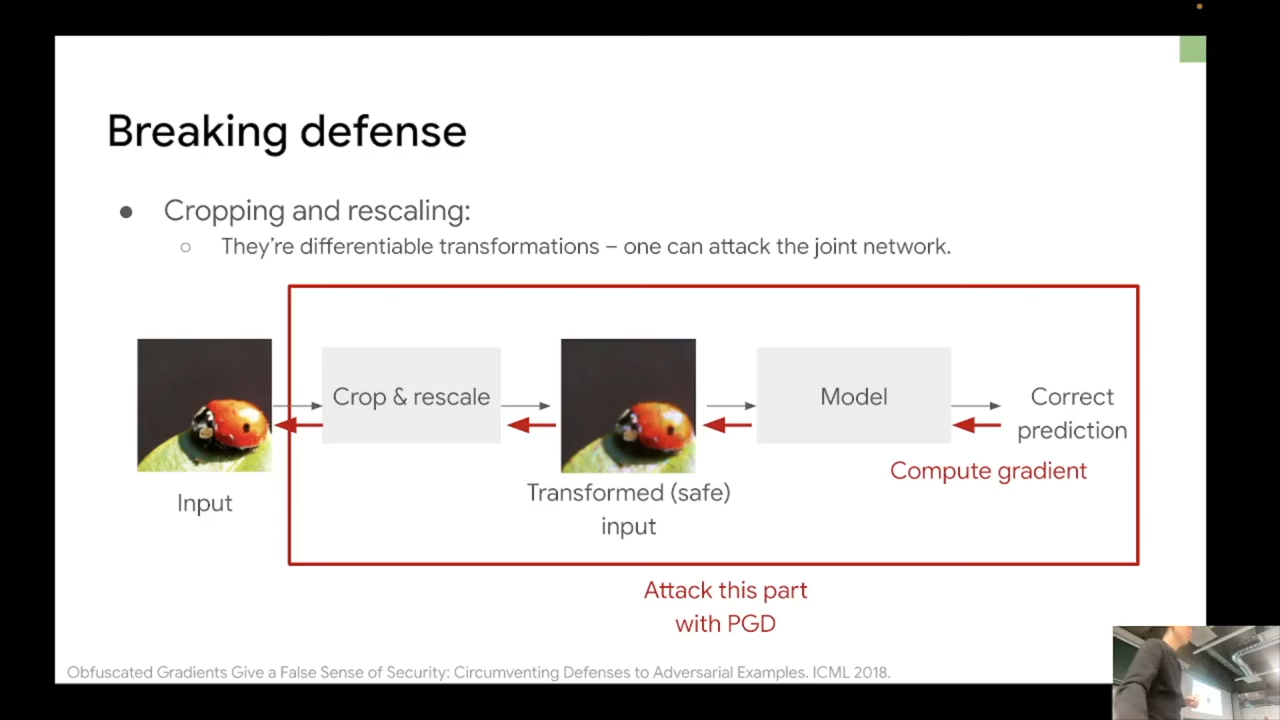 Breaking defense
● Cropping and rescaling:
○ They're differentiable transformations – one can attack the joint network.
Crop & rescale
Model
Correct
prediction
Compute gradient
Input
Transformed (safe)
input
Attack this part
with PGD
Obfuscated Gradients Give a False Sense of Security: Circumventing Defenses to Adversarial Examples. ICML 2018.